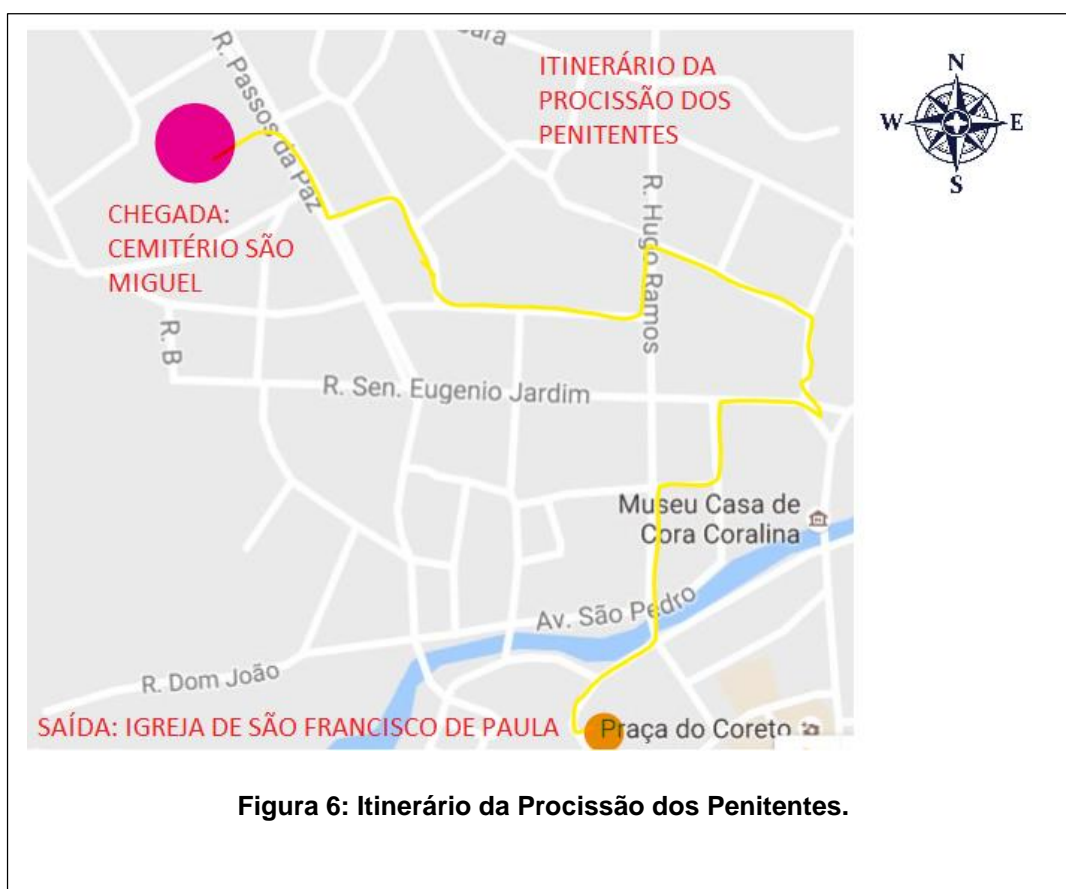 ITINERÁRIO DA
PROCISSÃO DOS
PENITENTES
N
W
E
S
R. Passos da Paz
CHEGADA:
CEMITÉRIO SÃO
MIGUEL
R. Hugo Ramos
R. B
R. Sen. Eugenio Jardim
Museu Casa de
Cora Coralina
Av. São Pedro
R. Dom João
SAÍDA: IGREJA DE SÃO FRANCISCO DE PAULA
Praça do Coreto
Figura 6: Itinerário da Procissão dos Penitentes.